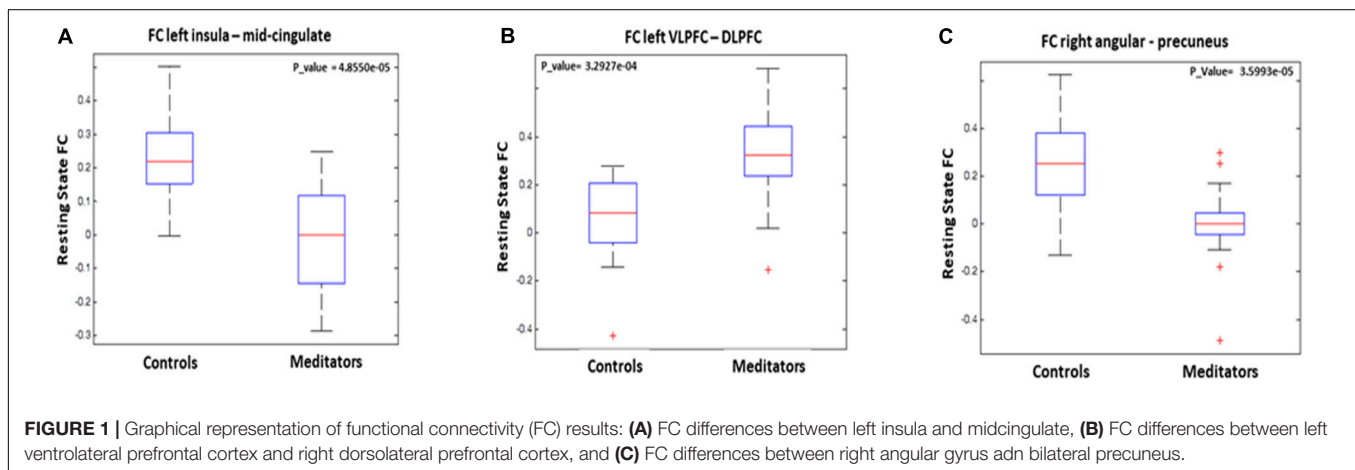 A
FC left insula – mid-cingulate
P_value = 4.8550e-05
Resting State FC
0.4
0.3
0.2
0.1
0
-0.1
-0.2
-0.3
Controls
Meditators
B
FC left VLPFC – DLPFC
P_value= 3.2927e-04
Resting State FC
0.4
0.2
0
-0.2
-0.4
Controls
Meditators
C
FC right angular - precuneus
P_Value= 3.5993e-05
Resting State FC
0.4
0.2
0
-0.2
-0.4
Controls
Meditators
FIGURE 1 | Graphical representation of functional connectivity (FC) results: (A) FC differences between left insula and midcingulate, (B) FC differences between left
ventrolateral prefrontal cortex and right dorsolateral prefrontal cortex, and (C) FC differences between right angular gyrus adn bilateral precuneus.